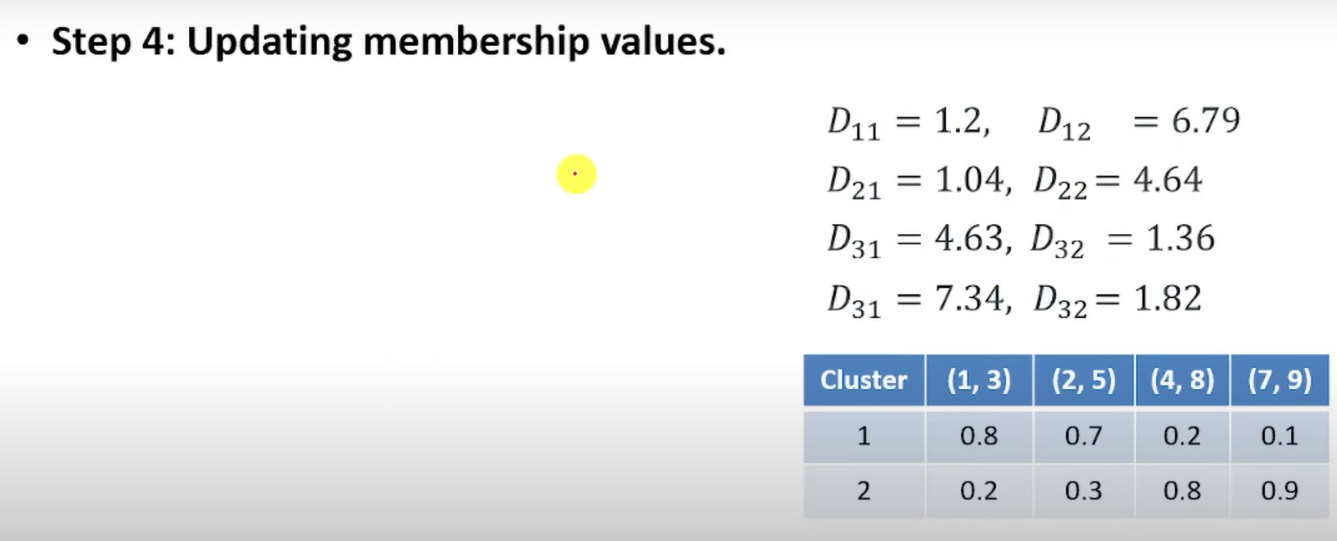 • Step 4: Updating membership values.
D₁₁ = 1.2, D₁₂ = 6.79
D₂₁ = 1.04, D₂₂ = 4.64
D₃₁ = 4.63, D₃₂ = 1.36
D₃₁ = 7.34, D₃₂ = 1.82
Cluster (1, 3) (2, 5) (4, 8) (7, 9)
1 0.8 0.7 0.2 0.1
2 0.2 0.3 0.8 0.9